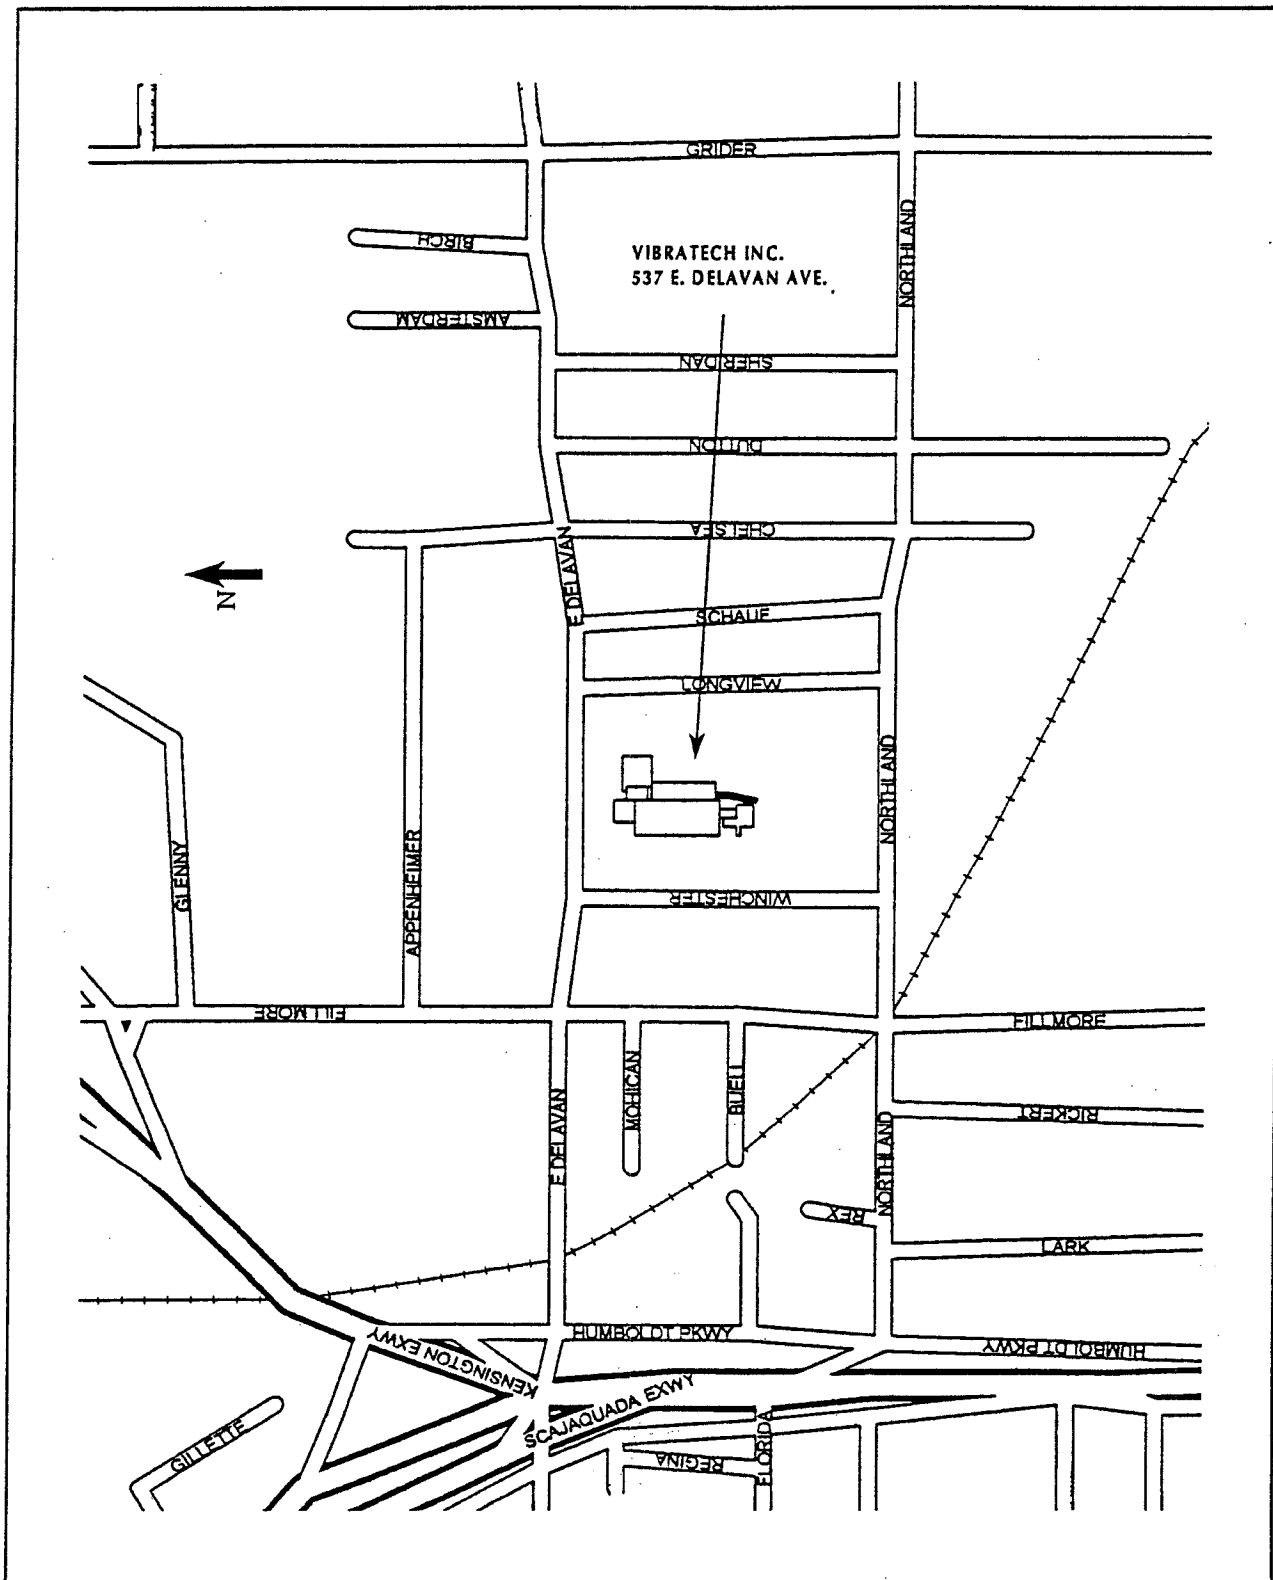 GRIDER
BIRCH
NORTHLAND
VIBRATECH INC.
537 E. DELAVAN AVE.
AMSTERDAM
SHERIDAN
DUTTON
CHELSEA
E DELAVAN
N
SCHAUF
LONGVIEW
NORTHLAND
GLENNY
APPENHEIMER
WINCHESTER
FILLMORE
FILLMORE
MOHICAN
BUELL
E DELAVAN
RICKERT
NORTHLAND
REX
LARK
HUMBOLDT PKWY
HUMBOLDT PKWY
KENSINGTON EXWY
SCAJAQUADA EXWY
GILLETTE
FLORIDA
REGINA